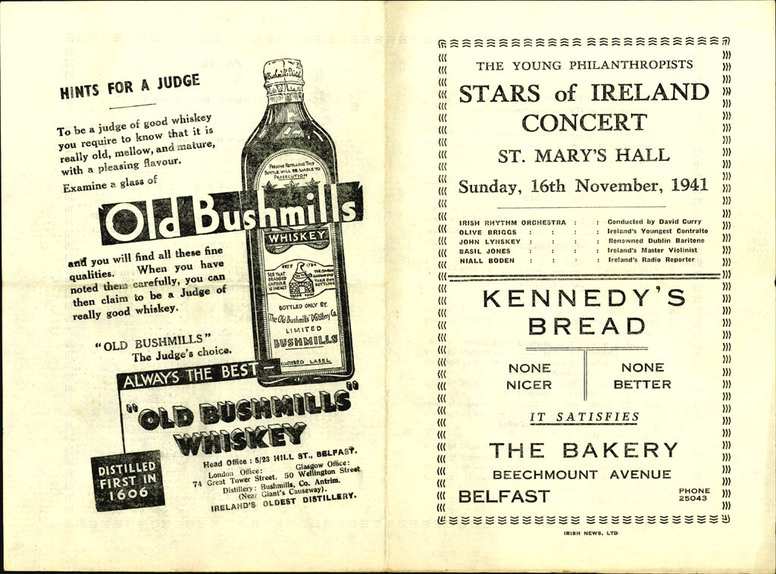 HINTS FOR A JUDGE
To be a judge of good whiskey
you require to know that it is
really old, mellow, and mature,
with a pleasing flavour.
Examine a glass of
Old Bushmills
WHISKEY
and you will find all these fine
qualities. When you have
noted them carefully, you can
then claim to be a Judge of
really good whiskey.
"OLD BUSHMILLS"
The Judge's choice.
BOTTLED ONLY BY
The Old Bushmills Distillery Co.
LIMITED
BUSHMILLS
ALWAYS THE BEST
"OLD BUSHMILLS"
WHISKEY
DISTILLED
FIRST IN
1606
Head Office : 5/23 HILL ST., BELFAST.
London Office: Glasgow Office:
74 Great Tower Street. 50 Wellington Street
Distillery: Bushmills, Co. Antrim.
(Near Giant's Causeway).
IRELAND'S OLDEST DISTILLERY.
THE YOUNG PHILANTHROPISTS
STARS of IRELAND
CONCERT
ST. MARY'S HALL
Sunday, 16th November, 1941
IRISH RHYTHM ORCHESTRA : : Conducted by David Curry
OLIVE BRIGGS : : : Ireland's Youngest Contralto
JOHN LYNSKEY : : : Renowned Dublin Baritone
BASIL JONES : : : Ireland's Master Violinist
NIALL BODEN : : : Ireland's Radio Reporter
KENNEDY'S
BREAD
NONE NONE
NICER BETTER
IT SATISFIES
THE BAKERY
BEECHMOUNT AVENUE
BELFAST PHONE
25043
IRISH NEWS, LTD